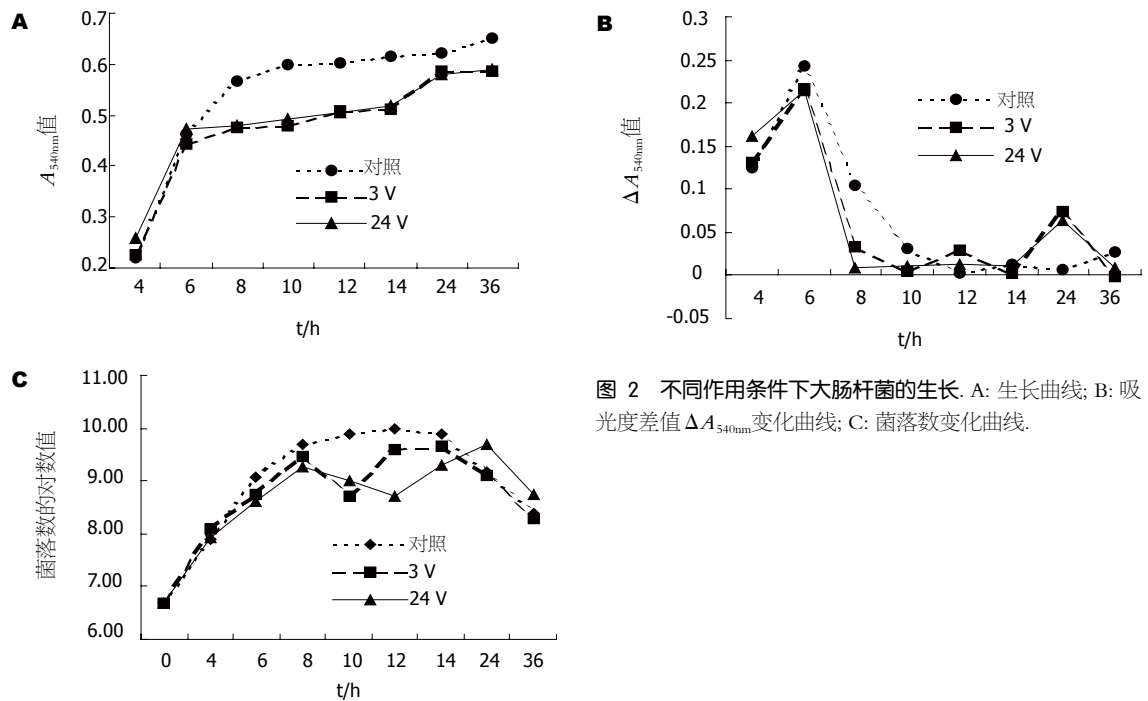 A
0.7
0.6
0.5
0.4
0.3
0.2
A540nm值
4 6 8 10 12 14 24 36
t/h
对照
3 V
24 V
B
0.3
0.25
0.2
0.15
0.1
0.05
0
-0.05
ΔA540nm值
4 6 8 10 12 14 24 36
t/h
对照
3 V
24 V
C
11.00
10.00
9.00
8.00
7.00
6.00
菌落数的对数值
0 4 6 8 10 12 14 24 36
t/h
对照
3 V
24 V
图 2 不同作用条件下大肠杆菌的生长. A: 生长曲线; B: 吸
光度差值ΔA540nm变化曲线; C: 菌落数变化曲线.